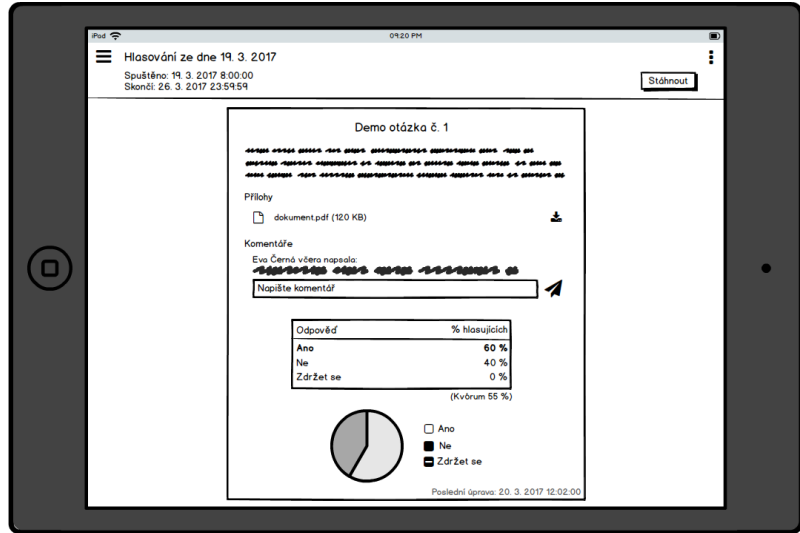 iPod
09:20 PM
Hlasování ze dne 19. 3. 2017
Spuštěno: 19. 3. 2017 8:00:00
Skončí: 26. 3. 2017 23:59:59
Stáhnout
Demo otázka č. 1
Přílohy
dokument.pdf (120 KB)
Komentáře
Eva Černá včera napsala:
Napište komentář
Odpověď % hlasujících
Ano 60 %
Ne 40 %
Zdržet se 0 %
(Kvórum 55 %)
Ano
Ne
Zdržet se
Poslední úprava: 20. 3. 2017 12:02:00